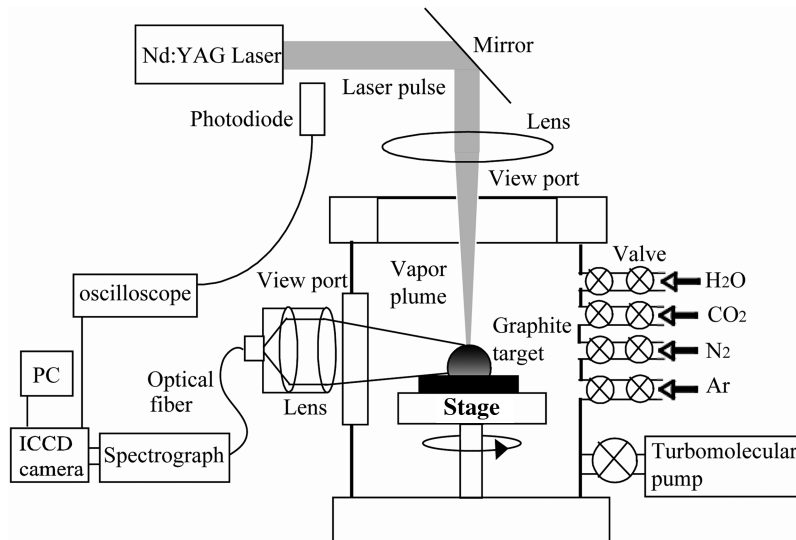 Nd:YAG Laser
Mirror
Laser pulse
Photodiode
Lens
View port
Valve
H2O
CO2
N2
Ar
View port
Vapor
plume
oscilloscope
Graphite
target
PC
Optical
fiber
Lens
Stage
ICCD
camera
Spectrograph
Turbomolecular
pump